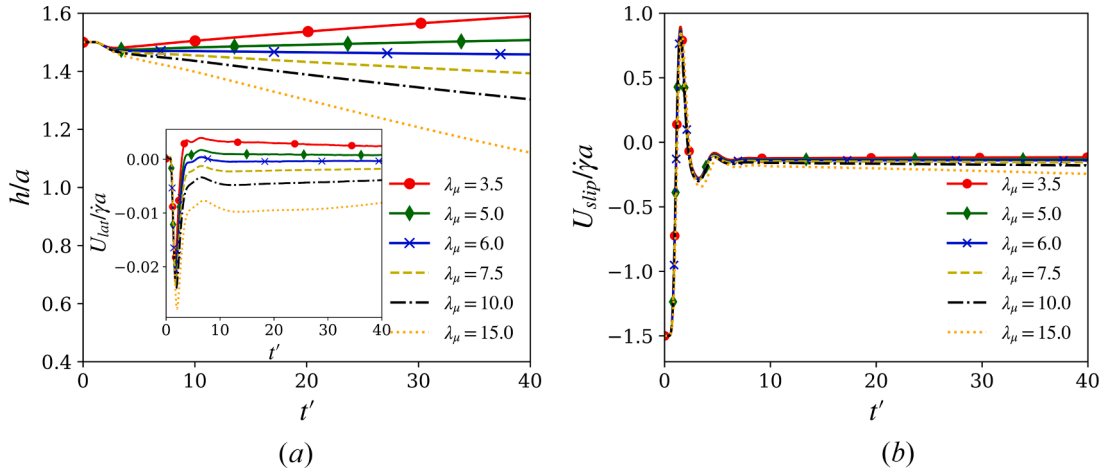 1.6
1.4
1.2
1.0
0.8
0.6
0.4
h/a
0 10 20 30 40
t′
0.00
−0.01
−0.02
U_lat/γ̇a
0 10 20 30 40
t′
λ_μ = 3.5
λ_μ = 5.0
λ_μ = 6.0
λ_μ = 7.5
λ_μ = 10.0
λ_μ = 15.0
(a)
1.0
0.5
0.0
−0.5
−1.0
−1.5
U_slip/γ̇a
0 10 20 30 40
t′
λ_μ = 3.5
λ_μ = 5.0
λ_μ = 6.0
λ_μ = 7.5
λ_μ = 10.0
λ_μ = 15.0
(b)